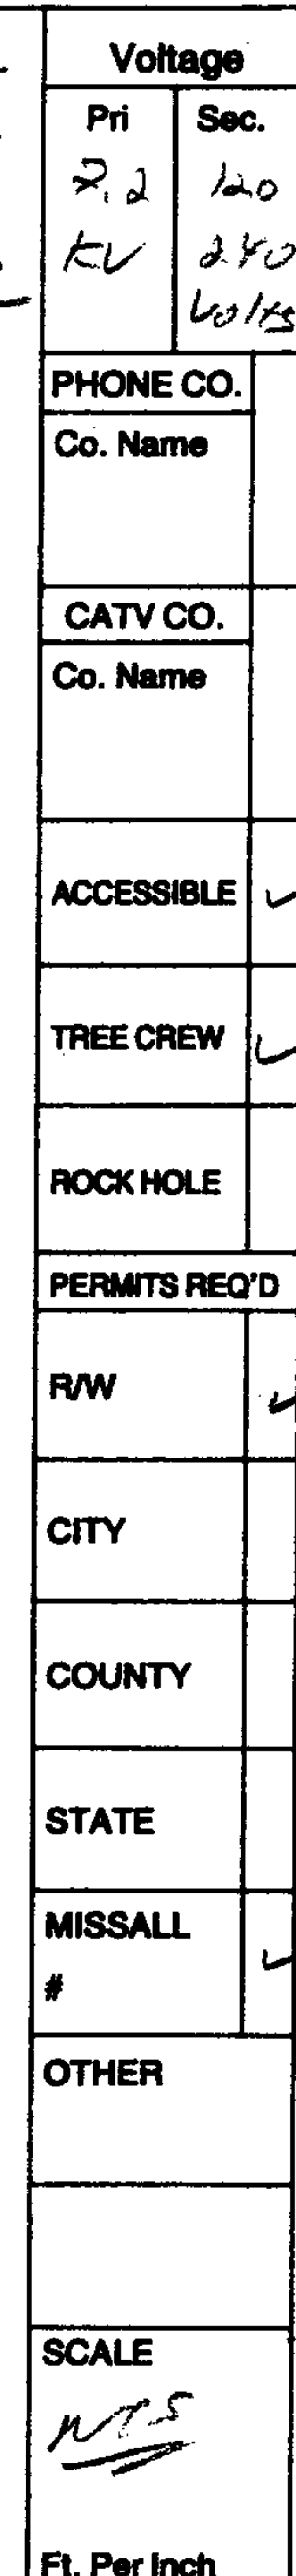 Voltage
Pri Sec.
7.2 120
KV 240
Volts
PHONE CO.
Co. Name
CATV CO.
Co. Name
ACCESSIBLE ✓
TREE CREW ✓
ROCK HOLE
PERMITS REQ'D
R/W ✓
CITY
COUNTY
STATE
MISSALL ✓
#
OTHER
SCALE
NTS
Ft. Per Inch